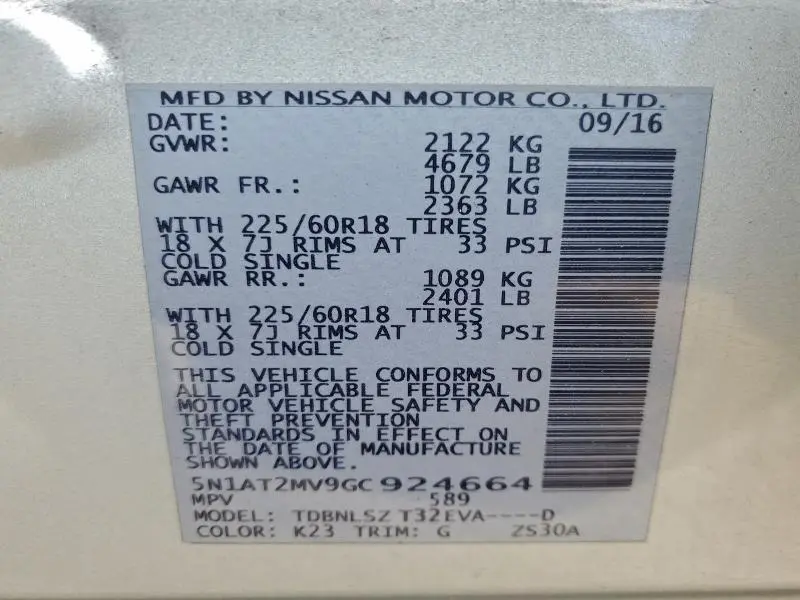 MFD BY NISSAN MOTOR CO., LTD.
DATE: 09/16
GVWR: 2122 KG
4679 LB
GAWR FR.: 1072 KG
2363 LB
WITH 225/60R18 TIRES
18 X 7J RIMS AT 33 PSI
COLD SINGLE
GAWR RR.: 1089 KG
2401 LB
WITH 225/60R18 TIRES
18 X 7J RIMS AT 33 PSI
COLD SINGLE
THIS VEHICLE CONFORMS TO
ALL APPLICABLE FEDERAL
MOTOR VEHICLE SAFETY AND
THEFT PREVENTION
STANDARDS IN EFFECT ON
THE DATE OF MANUFACTURE
SHOWN ABOVE.
5N1AT2MV9GC924664
MPV 589
MODEL: TDBNLSZ T32EVA----D
COLOR: K23 TRIM: G ZS30A